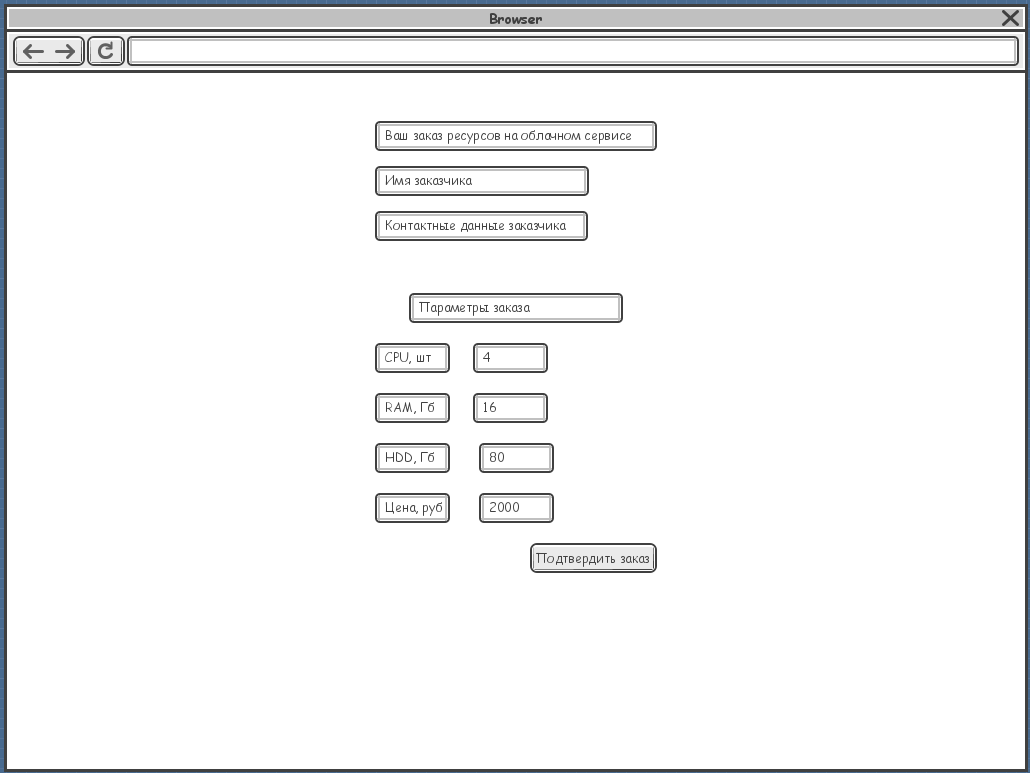 Browser
Ваш заказ ресурсов на облачном сервисе
Имя заказчика
Контактные данные заказчика
Параметры заказа
CPU, шт 4
RAM, Гб 16
HDD, Гб 80
Цена, руб 2000
Подтвердить заказ